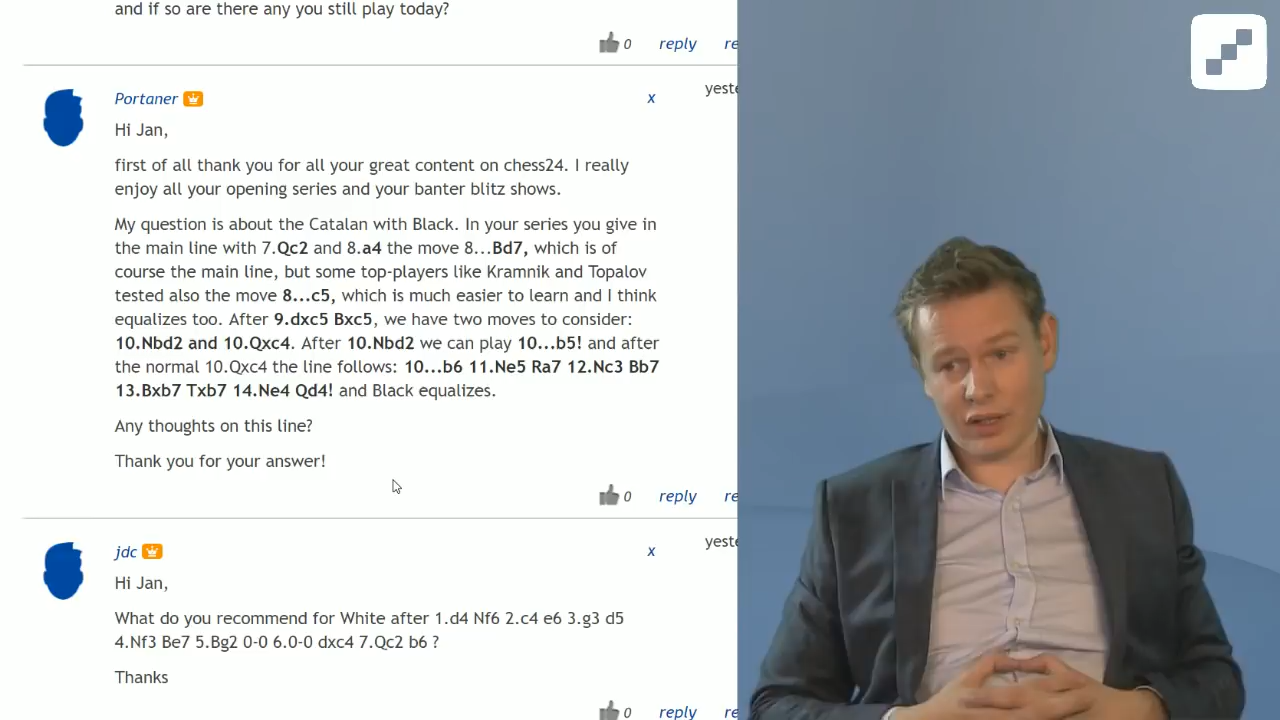 and if so are there any you still play today?
0 reply re
Portaner x yeste
Hi Jan,
first of all thank you for all your great content on chess24. I really
enjoy all your opening series and your banter blitz shows.
My question is about the Catalan with Black. In your series you give in
the main line with 7.Qc2 and 8.a4 the move 8...Bd7, which is of
course the main line, but some top-players like Kramnik and Topalov
tested also the move 8...c5, which is much easier to learn and I think
equalizes too. After 9.dxc5 Bxc5, we have two moves to consider:
10.Nbd2 and 10.Qxc4. After 10.Nbd2 we can play 10...b5! and after
the normal 10.Qxc4 the line follows: 10...b6 11.Ne5 Ra7 12.Nc3 Bb7
13.Bxb7 Txb7 14.Ne4 Qd4! and Black equalizes.
Any thoughts on this line?
Thank you for your answer!
0 reply re
jdc x yeste
Hi Jan,
What do you recommend for White after 1.d4 Nf6 2.c4 e6 3.g3 d5
4.Nf3 Be7 5.Bg2 0-0 6.0-0 dxc4 7.Qc2 b6 ?
Thanks
0 reply re